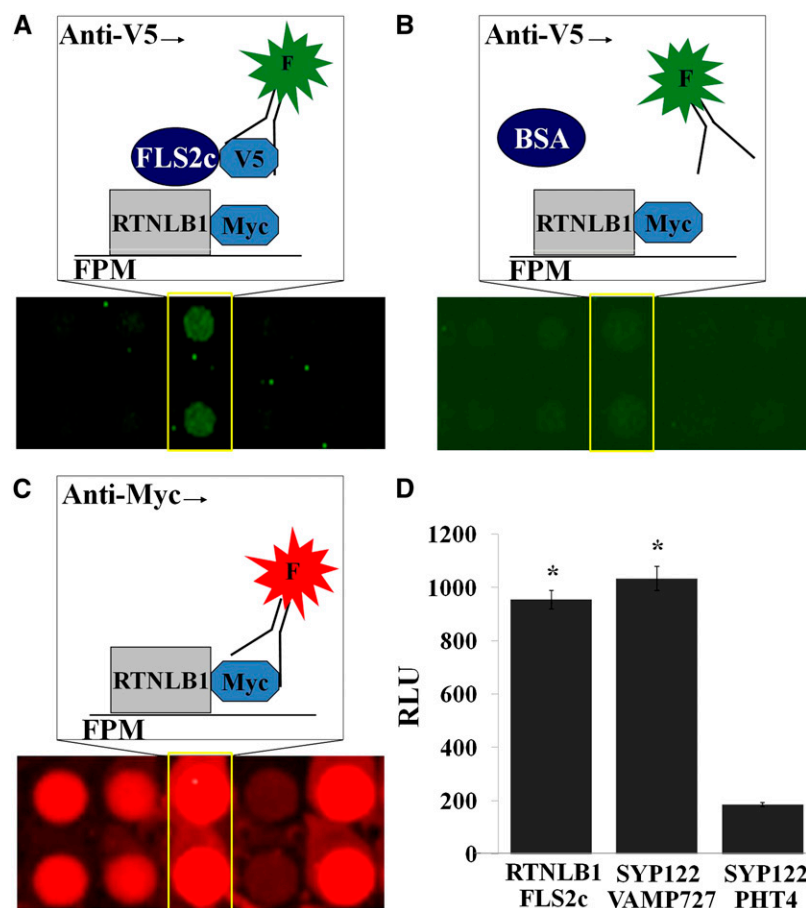 A
Anti-V5→
F
FLS2c
V5
RTNLB1
Myc
FPM
B
Anti-V5→
F
BSA
RTNLB1
Myc
FPM
C
Anti-Myc→
F
RTNLB1
Myc
FPM
D
1200
1000
800
600
400
200
0
RLU
*
*
RTNLB1 SYP122 SYP122
FLS2c VAMP727 PHT4